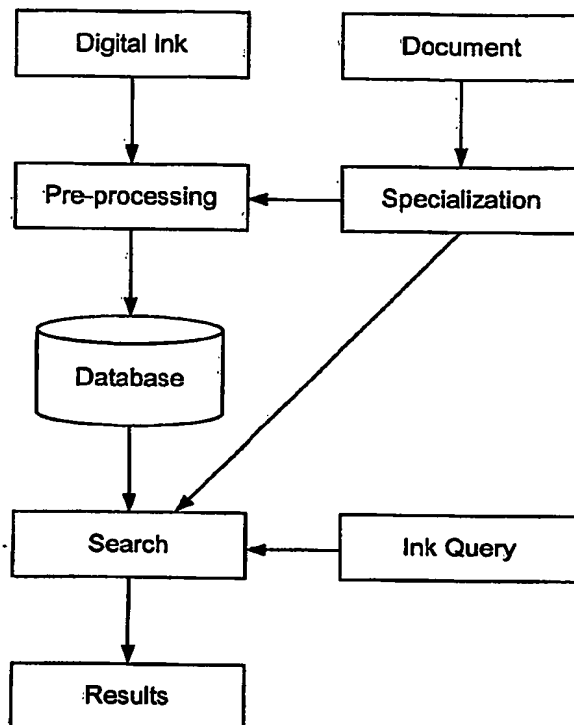 Digital Ink
Document
Pre-processing
Specialization
Database
Search
Ink Query
Results